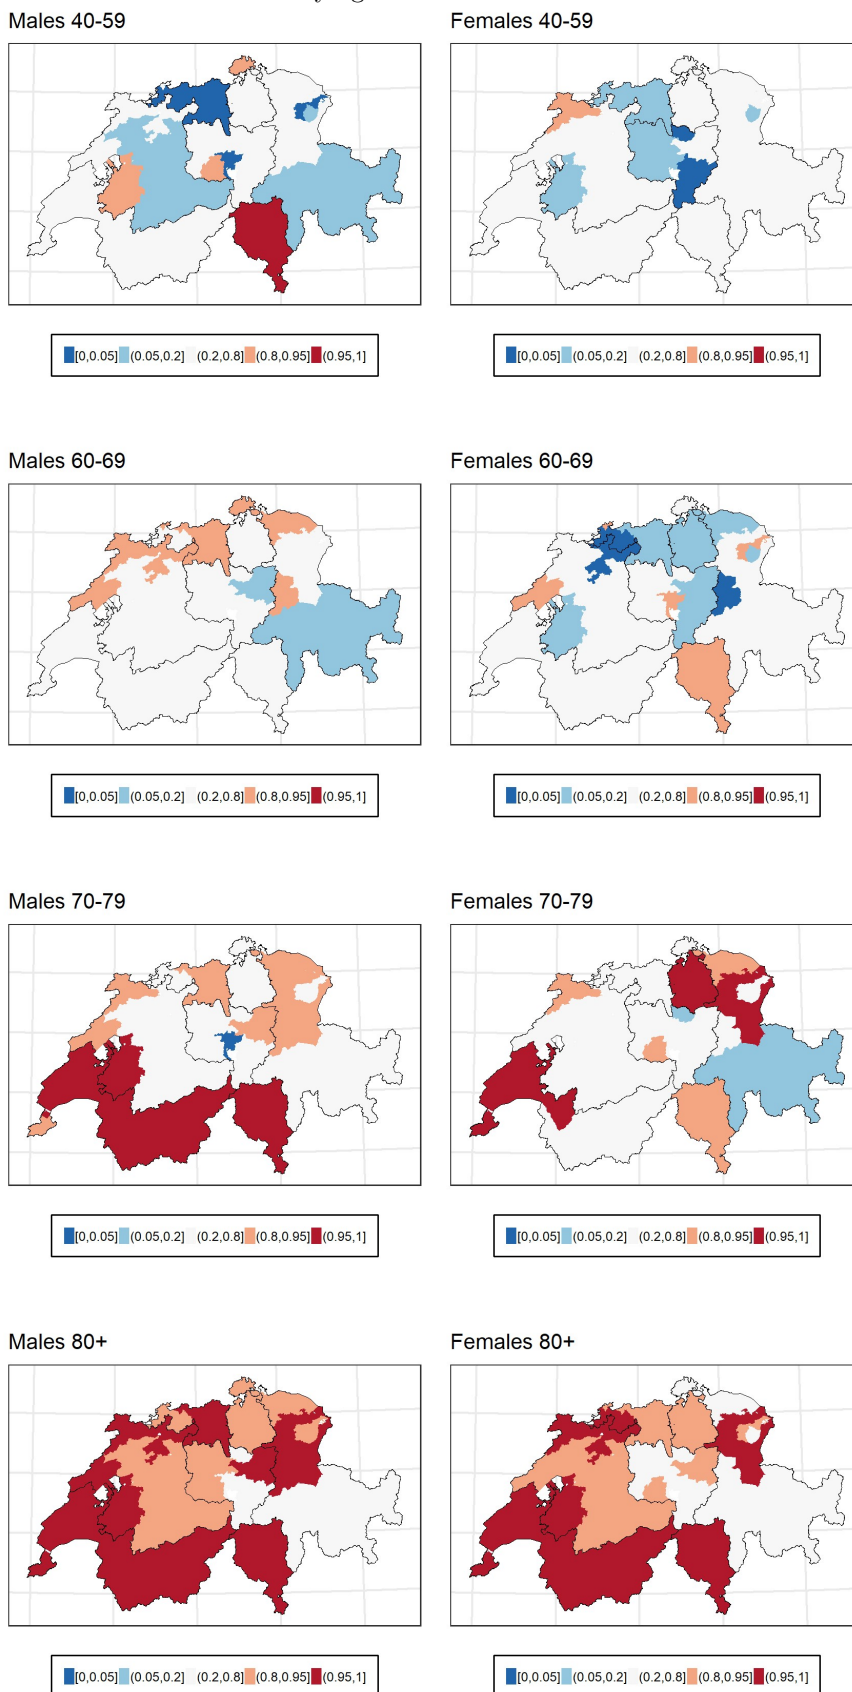 Males 40-59 Females 40-59
[0,0.05] (0.05,0.2] (0.2,0.8] (0.8,0.95] (0.95,1] [0,0.05] (0.05,0.2] (0.2,0.8] (0.8,0.95] (0.95,1]
Males 60-69 Females 60-69
[0,0.05] (0.05,0.2] (0.2,0.8] (0.8,0.95] (0.95,1] [0,0.05] (0.05,0.2] (0.2,0.8] (0.8,0.95] (0.95,1]
Males 70-79 Females 70-79
[0,0.05] (0.05,0.2] (0.2,0.8] (0.8,0.95] (0.95,1] [0,0.05] (0.05,0.2] (0.2,0.8] (0.8,0.95] (0.95,1]
Males 80+ Females 80+
[0,0.05] (0.05,0.2] (0.2,0.8] (0.8,0.95] (0.95,1] [0,0.05] (0.05,0.2] (0.2,0.8] (0.8,0.95] (0.95,1]